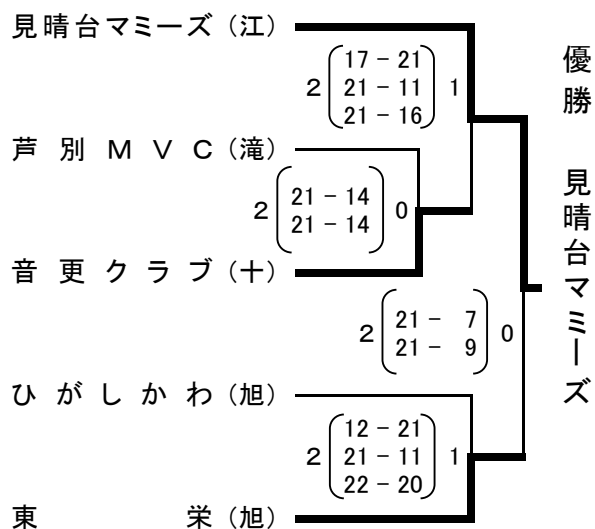 見晴台マミーズ（江）
2 17 − 21 1
21 − 11
21 − 16
芦別ＭＶＣ（滝）
2 21 − 14 0
21 − 14
音更クラブ（十）
2 21 − 7 0
21 − 9
ひがしかわ（旭）
2 12 − 21 1
21 − 11
22 − 20
東栄（旭）
優勝 見晴台マミーズ